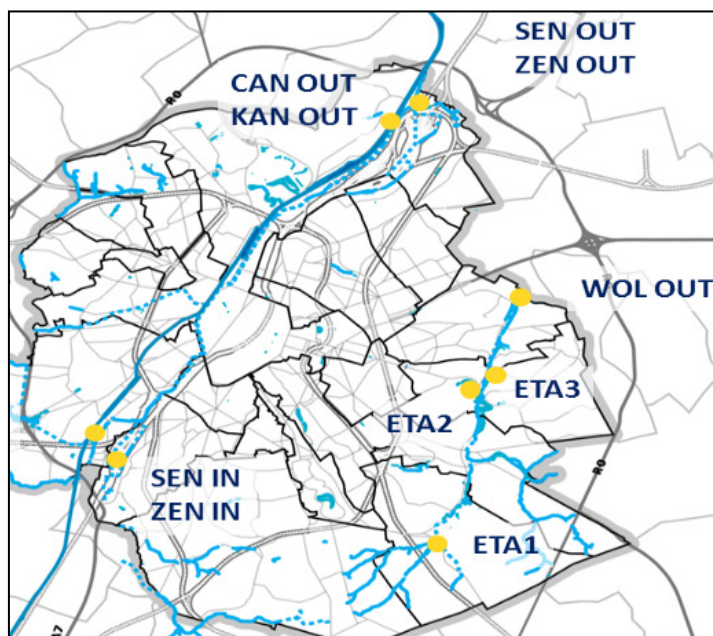 SEN OUT
ZEN OUT
CAN OUT
KAN OUT
R0
R0
WOL OUT
ETA3
ETA2
R0
SEN IN
ZEN IN
ETA1